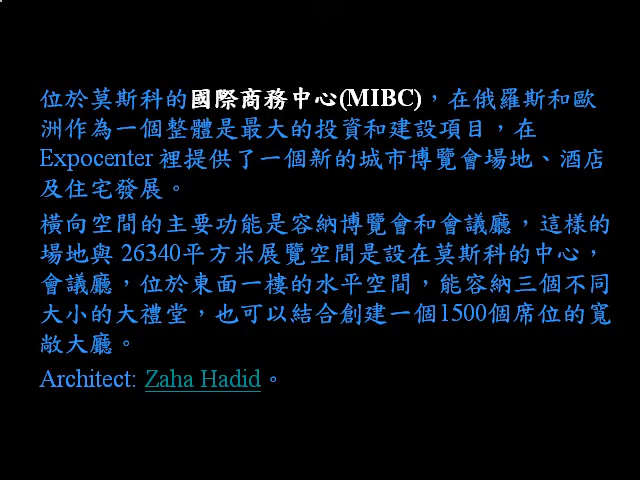 位於莫斯科的國際商務中心(MIBC)，在俄羅斯和歐
洲作為一個整體是最大的投資和建設項目，在
Expocenter 裡提供了一個新的城市博覽會場地、酒店
及住宅發展。
橫向空間的主要功能是容納博覽會和會議廳，這樣的
場地與 26340平方米展覽空間是設在莫斯科的中心，
會議廳，位於東面一樓的水平空間，能容納三個不同
大小的大禮堂，也可以結合創建一個1500個席位的寬
敞大廳。
Architect: Zaha Hadid。